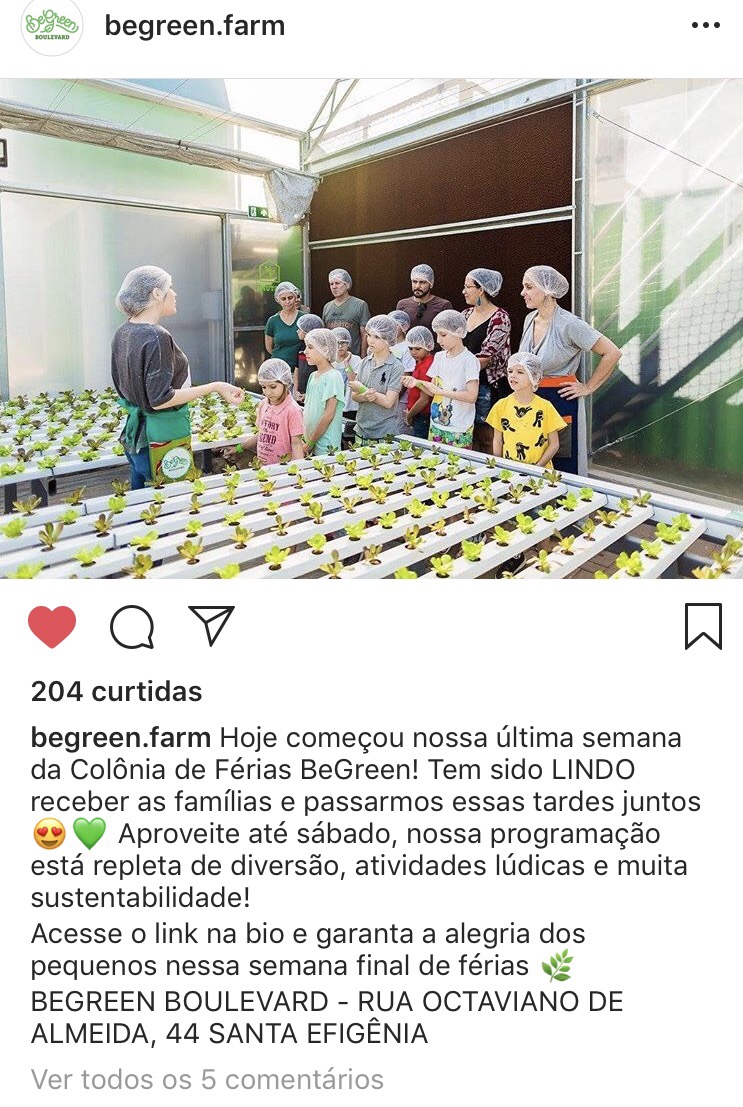 BeGreen
BOULEVARD
begreen.farm
BeGreen
204 curtidas
begreen.farm Hoje começou nossa última semana
da Colônia de Férias BeGreen! Tem sido LINDO
receber as famílias e passarmos essas tardes juntos
😍💚 Aproveite até sábado, nossa programação
está repleta de diversão, atividades lúdicas e muita
sustentabilidade!
Acesse o link na bio e garanta a alegria dos
pequenos nessa semana final de férias 🌿
BEGREEN BOULEVARD - RUA OCTAVIANO DE
ALMEIDA, 44 SANTA EFIGÊNIA
Ver todos os 5 comentários